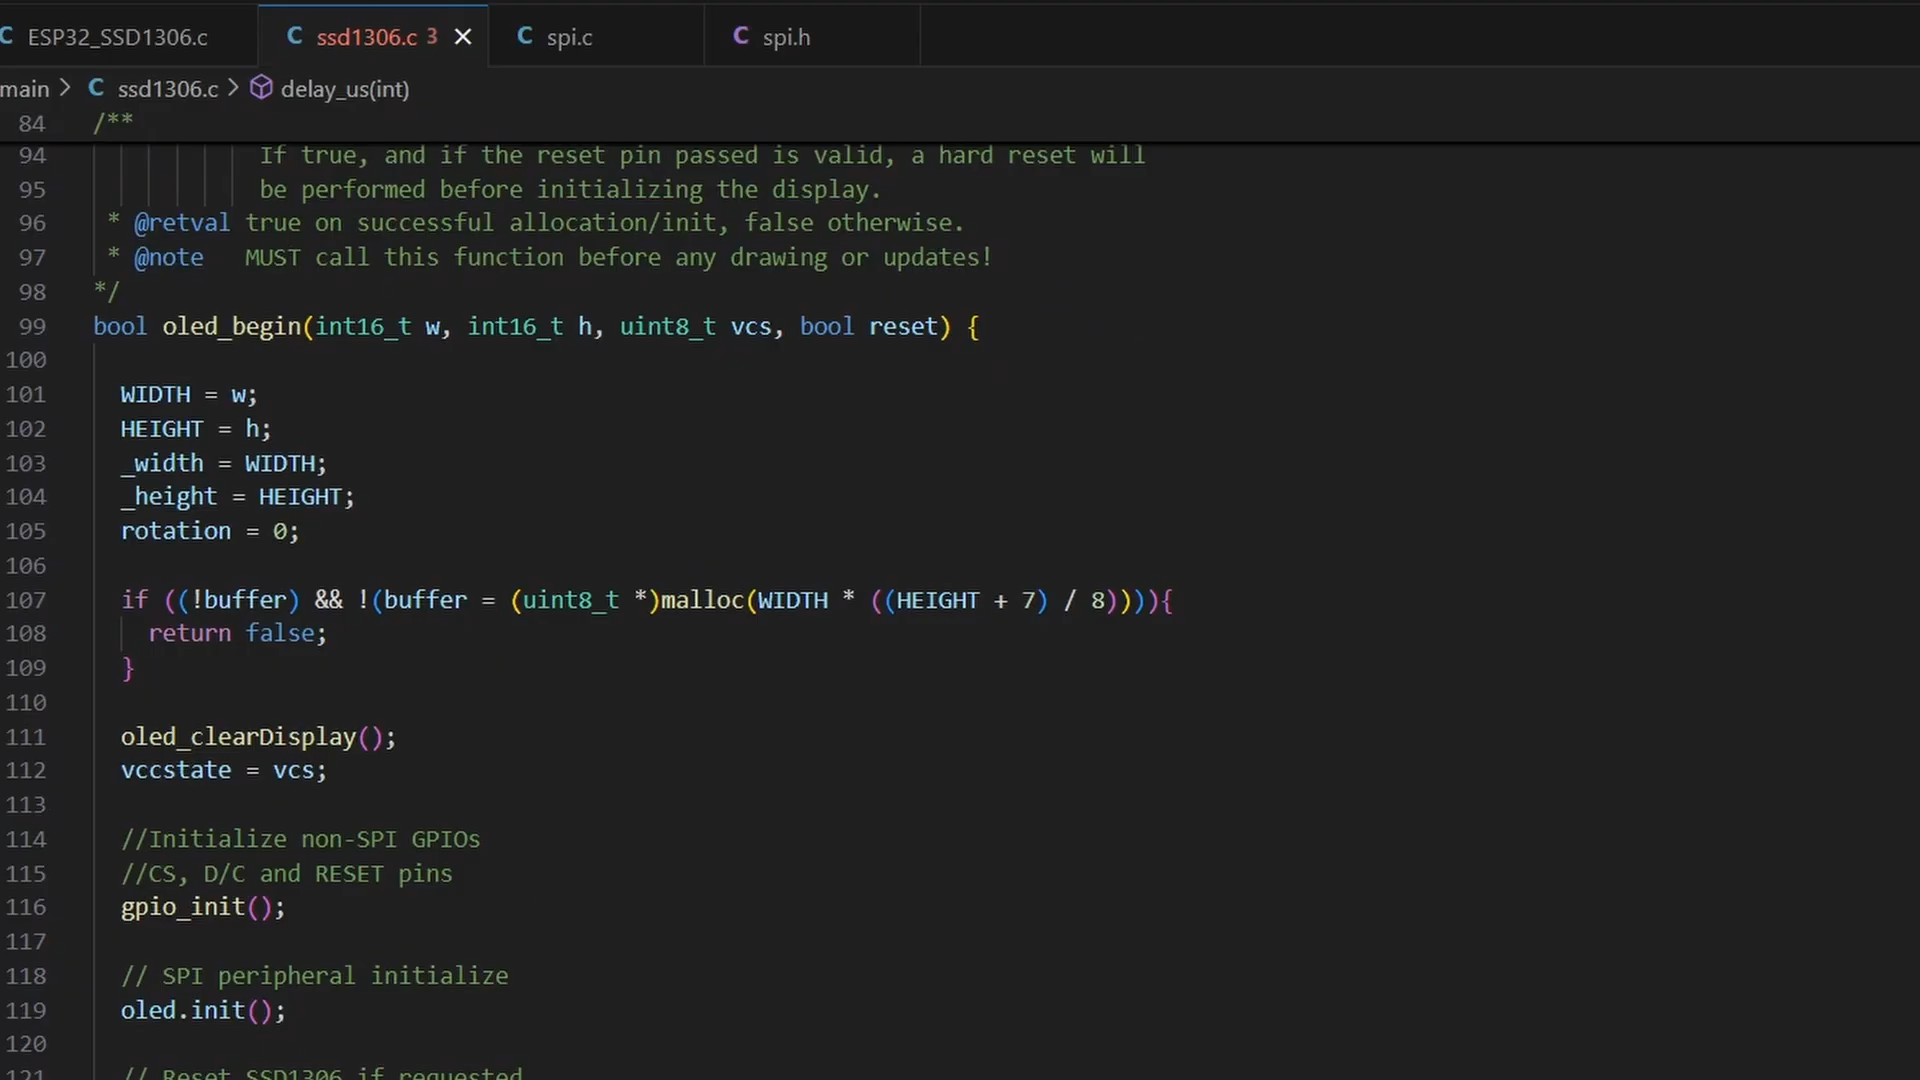 ESP32_SSD1306.c
C ssd1306.c 3
C spi.c
C spi.h
main > C ssd1306.c > delay_us(int)
84 /**
94 If true, and if the reset pin passed is valid, a hard reset will
95 be performed before initializing the display.
96 * @retval true on successful allocation/init, false otherwise.
97 * @note MUST call this function before any drawing or updates!
98 */
99 bool oled_begin(int16_t w, int16_t h, uint8_t vcs, bool reset) {
100
101 WIDTH = w;
102 HEIGHT = h;
103 _width = WIDTH;
104 _height = HEIGHT;
105 rotation = 0;
106
107 if ((!buffer) && !(buffer = (uint8_t *)malloc(WIDTH * ((HEIGHT + 7) / 8)))){
108 return false;
109 }
110
111 oled_clearDisplay();
112 vccstate = vcs;
113
114 //Initialize non-SPI GPIOs
115 //CS, D/C and RESET pins
116 gpio_init();
117
118 // SPI peripheral initialize
119 oled.init();
120
121 // Reset SSD1306 if requested